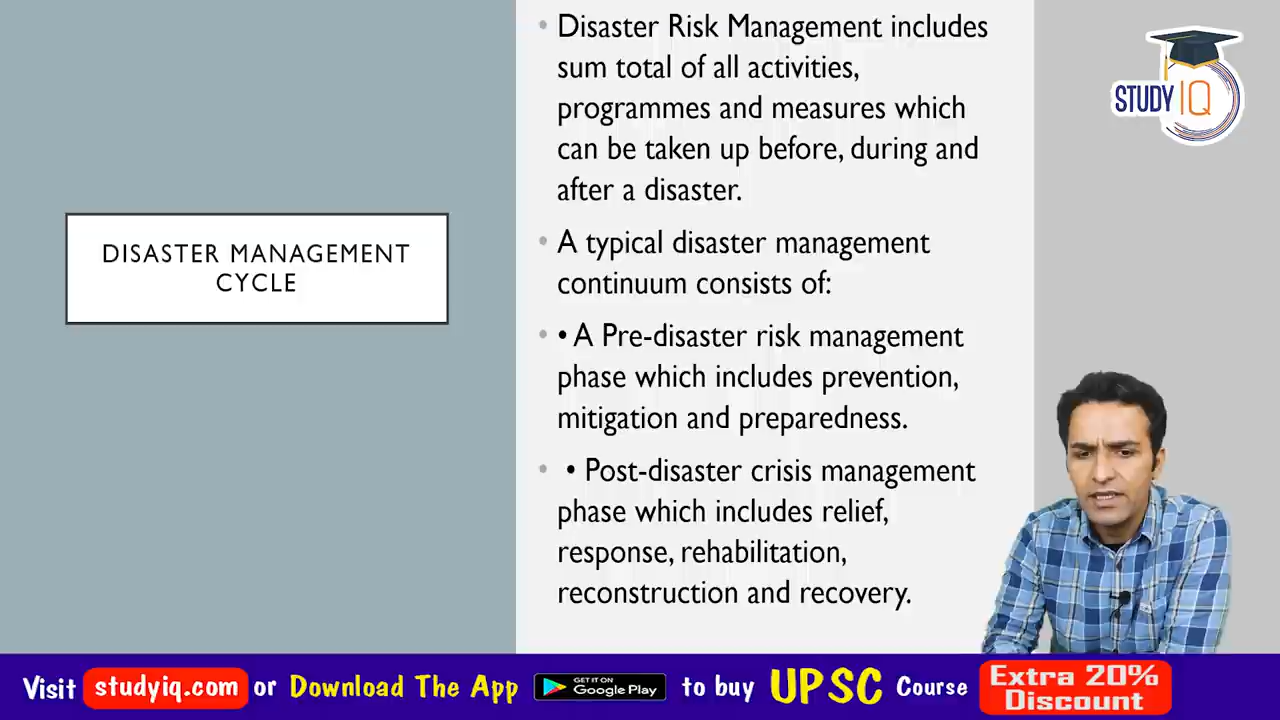 • Disaster Risk Management includes
sum total of all activities,
programmes and measures which
can be taken up before, during and
after a disaster.
• A typical disaster management
continuum consists of:
• • A Pre-disaster risk management
phase which includes prevention,
mitigation and preparedness.
• • Post-disaster crisis management
phase which includes relief,
response, rehabilitation,
reconstruction and recovery.
DISASTER MANAGEMENT
CYCLE
STUDY IQ
Visit studyiq.com or Download The App GET IT ON Google Play to buy UPSC Course Extra 20% Discount